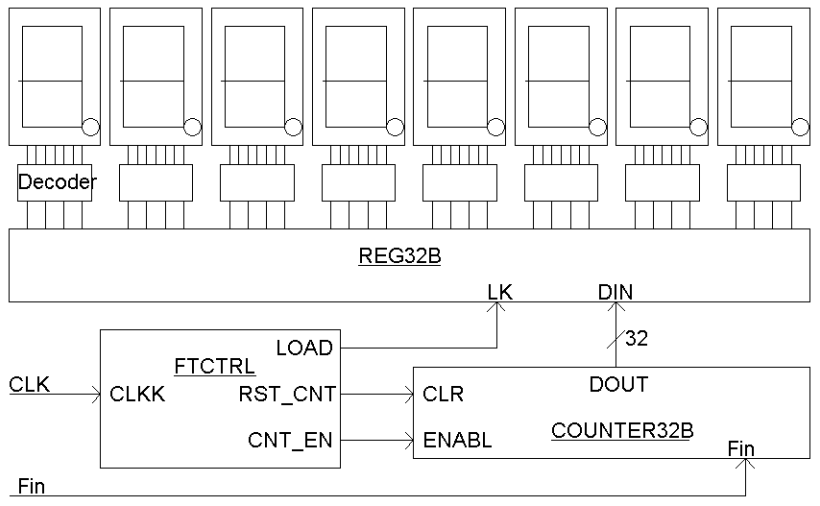 Decoder
REG32B
LK DIN
LOAD 32
FTCTRL
CLK CLKK RST_CNT CLR DOUT
CNT_EN ENABL COUNTER32B
Fin
Fin